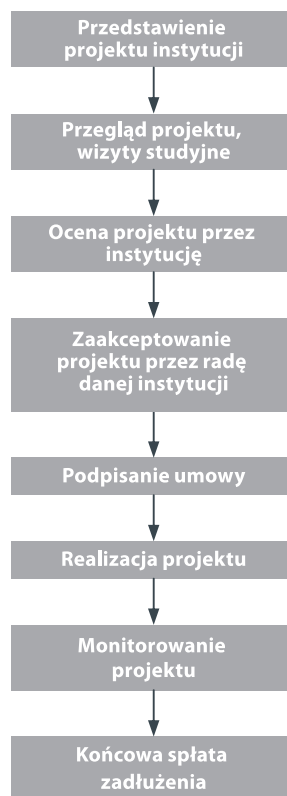 Przedstawienie
projektu instytucji
Przegląd projektu,
wizyty studyjne
Ocena projektu przez
instytucję
Zaakceptowanie
projektu przez radę
danej instytucji
Podpisanie umowy
Realizacja projektu
Monitorowanie
projektu
Końcowa spłata
zadłużenia